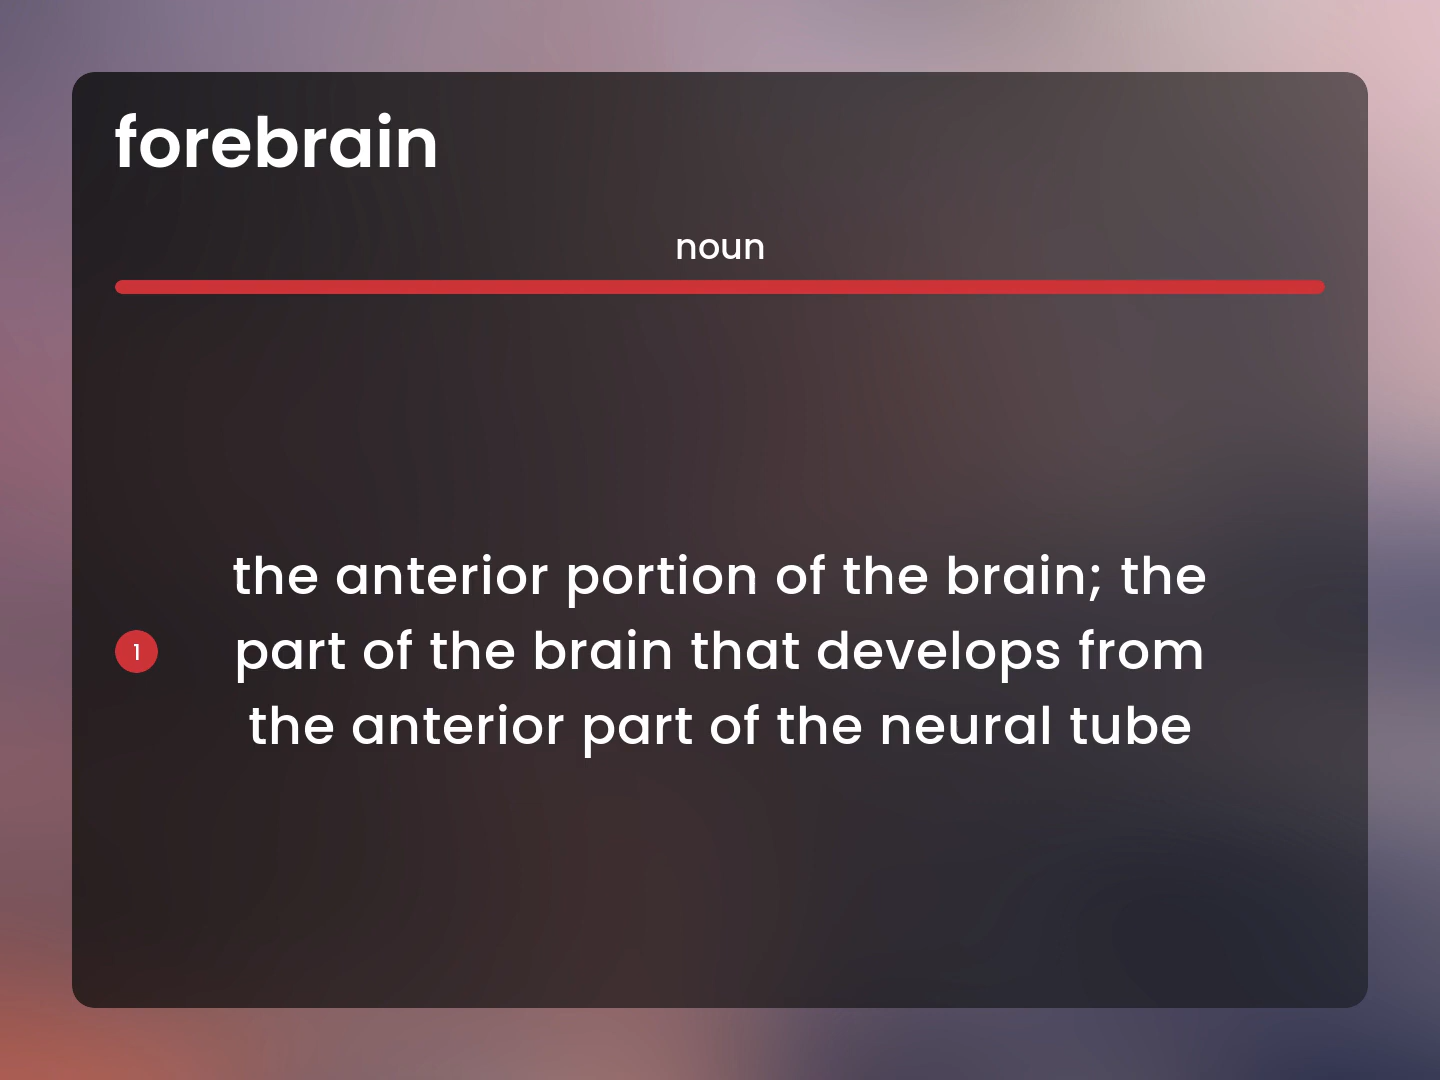 forebrain
noun
1
the anterior portion of the brain; the
part of the brain that develops from
the anterior part of the neural tube